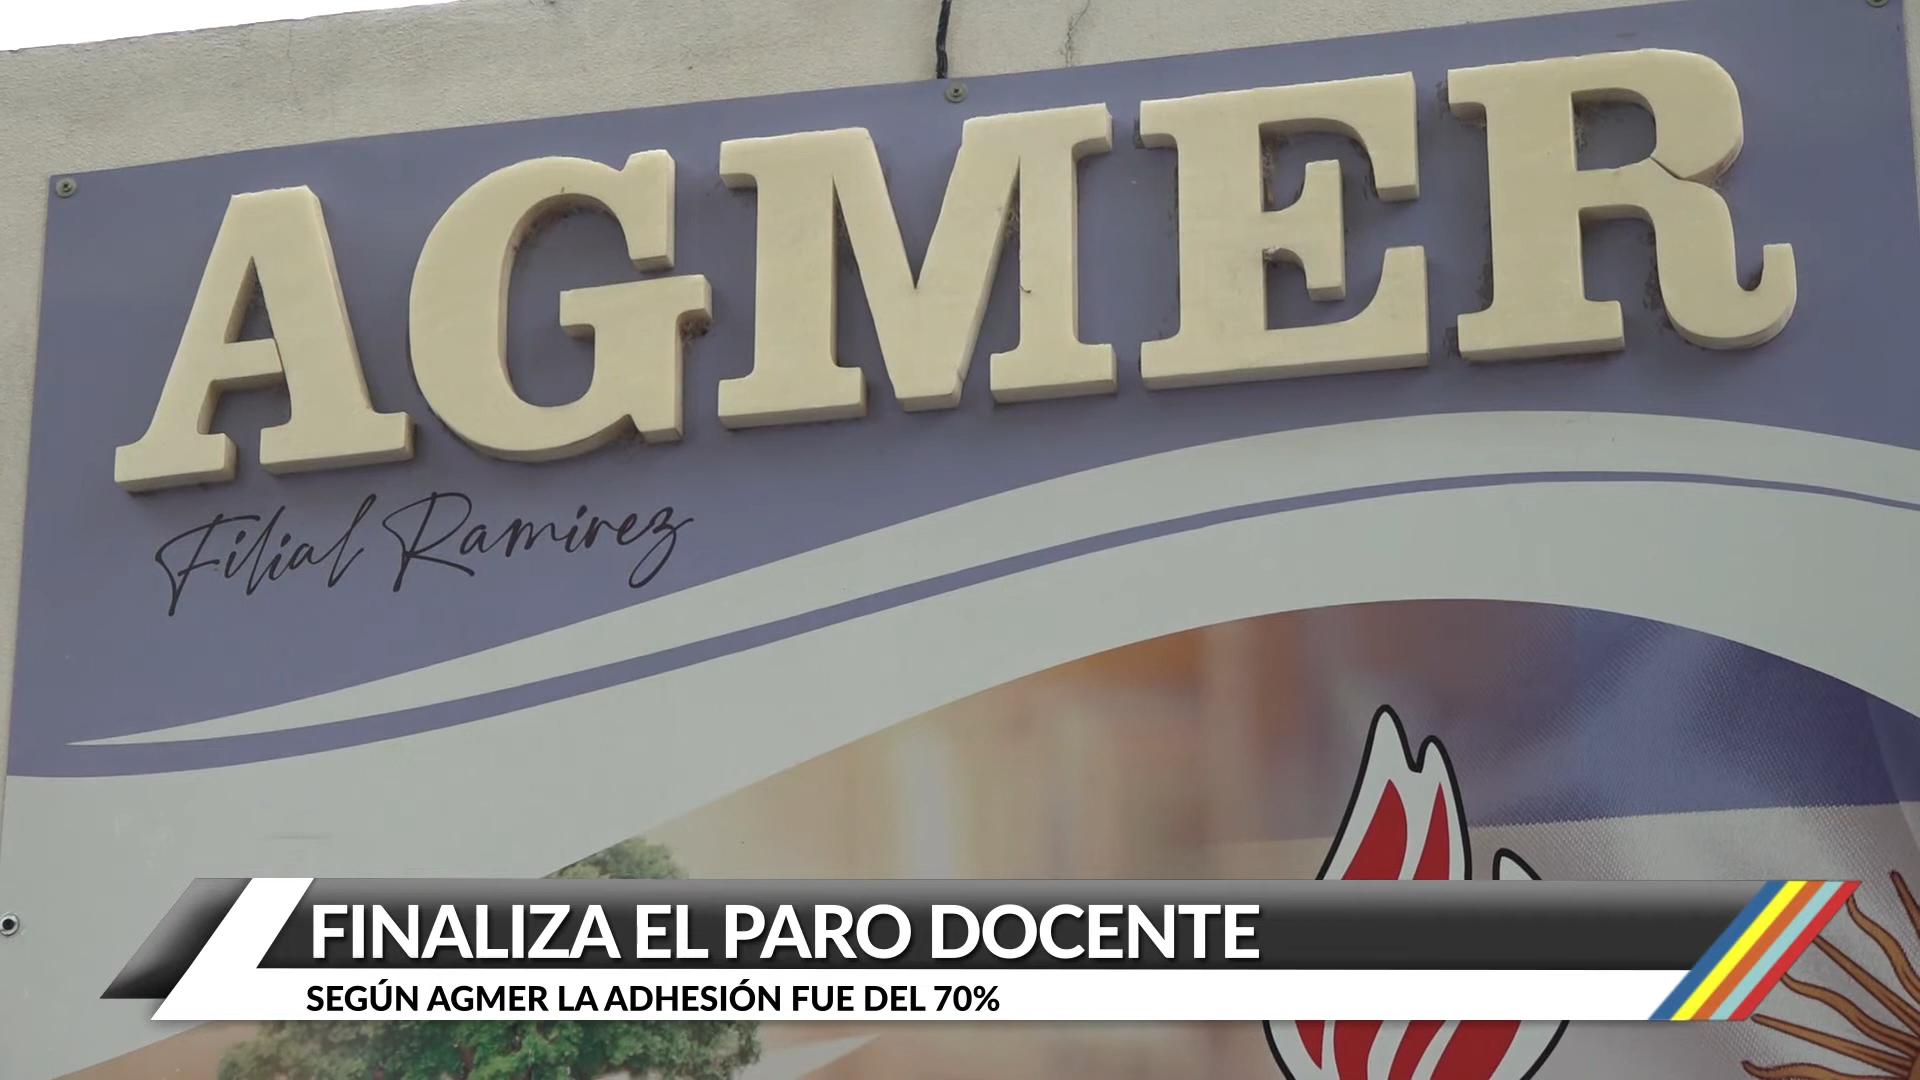 AGMER
Filial Ramirez
FINALIZA EL PARO DOCENTE
SEGÚN AGMER LA ADHESIÓN FUE DEL 70%